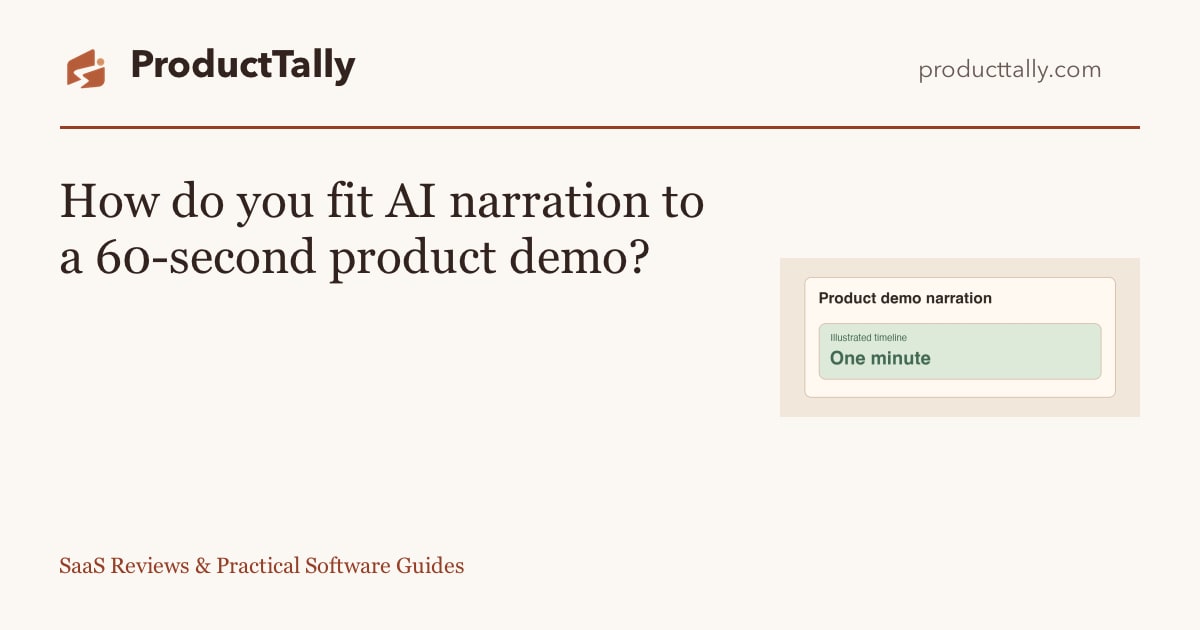 ProductTally
producttally.com
How do you fit AI narration to
a 60-second product demo?
Product demo narration
Illustrated timeline
One minute
SaaS Reviews & Practical Software Guides